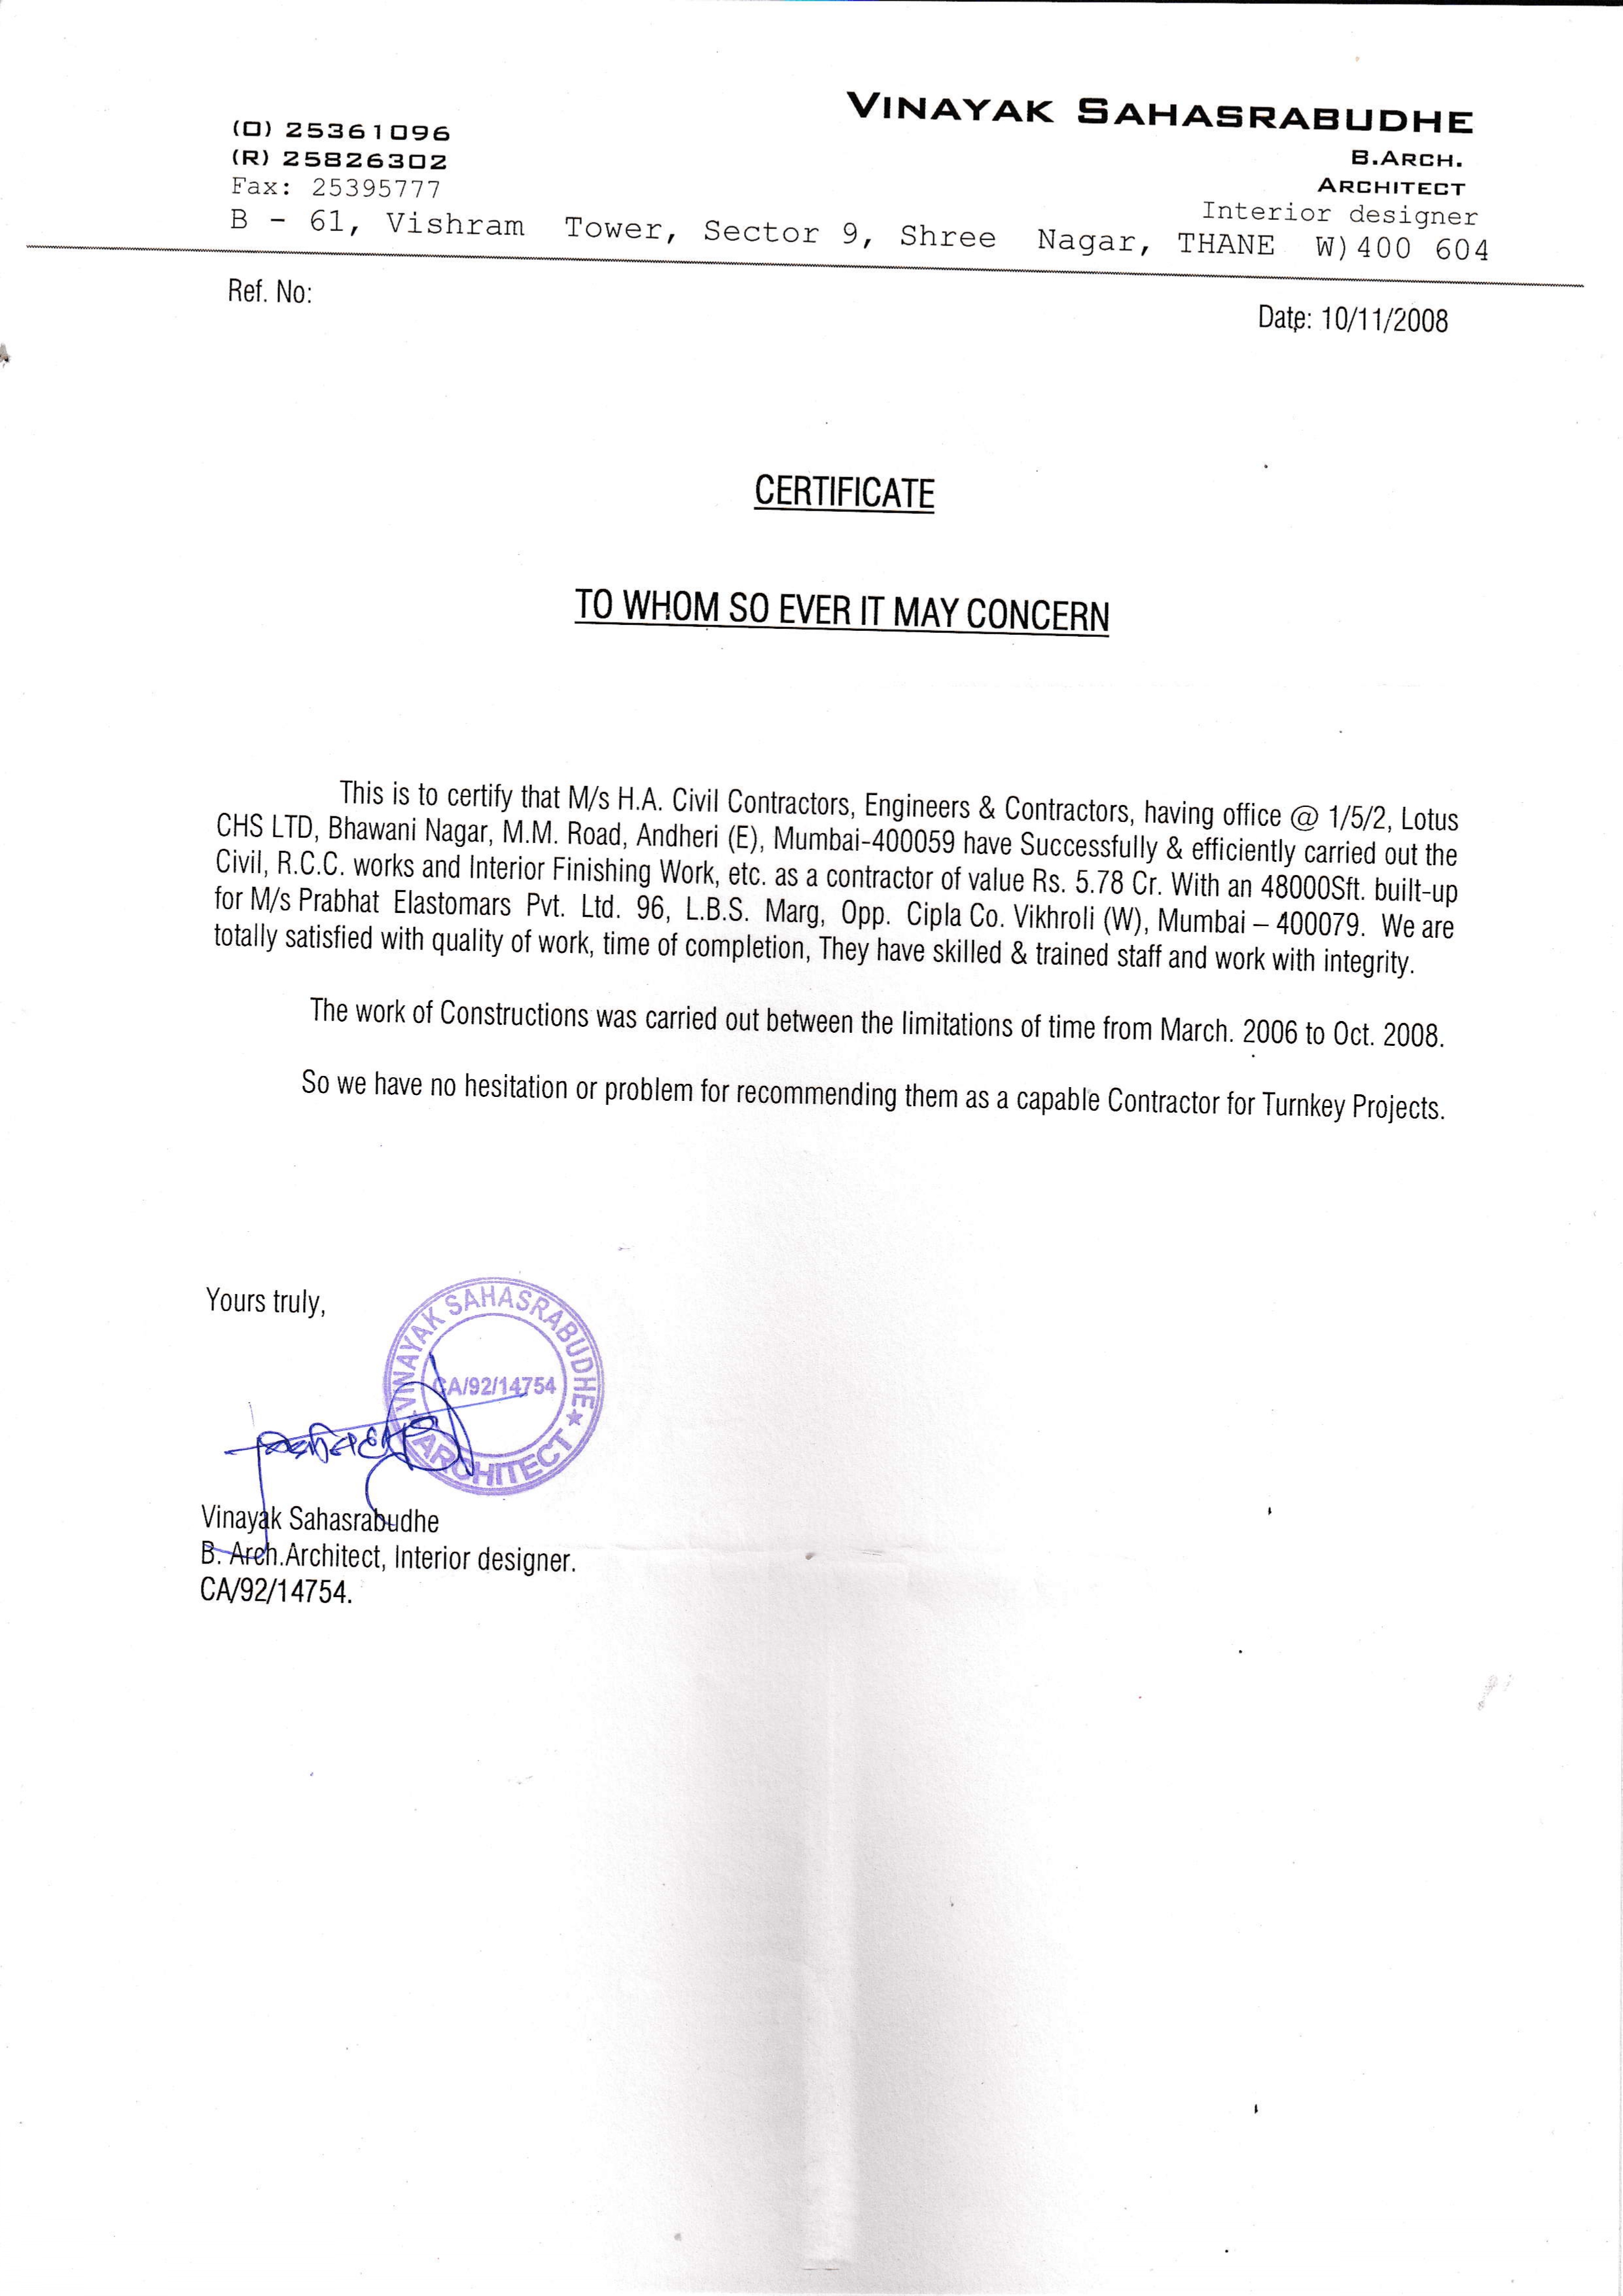 VINAYAK SAHASRABUDHE
(O) 25361096
B.ARCH.
(R) 25826302
ARCHITECT
Fax: 25395777
Interior designer
B - 61, Vishram Tower, Sector 9, Shree Nagar, THANE W) 400 604
Ref. No:
Date: 10/11/2008
CERTIFICATE
TO WHOM SO EVER IT MAY CONCERN
This is to certify that M/s H.A. Civil Contractors, Engineers & Contractors, having office @ 1/5/2, Lotus
CHS LTD, Bhawani Nagar, M.M. Road, Andheri (E), Mumbai-400059 have Successfully & efficiently carried out the
Civil, R.C.C. works and Interior Finishing Work, etc. as a contractor of value Rs. 5.78 Cr. With an 48000Sft. built-up
for M/s Prabhat Elastomars Pvt. Ltd. 96, L.B.S. Marg, Opp. Cipla Co. Vikhroli (W), Mumbai – 400079. We are
totally satisfied with quality of work, time of completion, They have skilled & trained staff and work with integrity.
The work of Constructions was carried out between the limitations of time from March. 2006 to Oct. 2008.
So we have no hesitation or problem for recommending them as a capable Contractor for Turnkey Projects.
Yours truly,
VINAYAK SAHASRABUDHE ★
CA/92/14754
ARCHITECT
Vinayak Sahasrabudhe
B. Arch.Architect, Interior designer.
CA/92/14754.